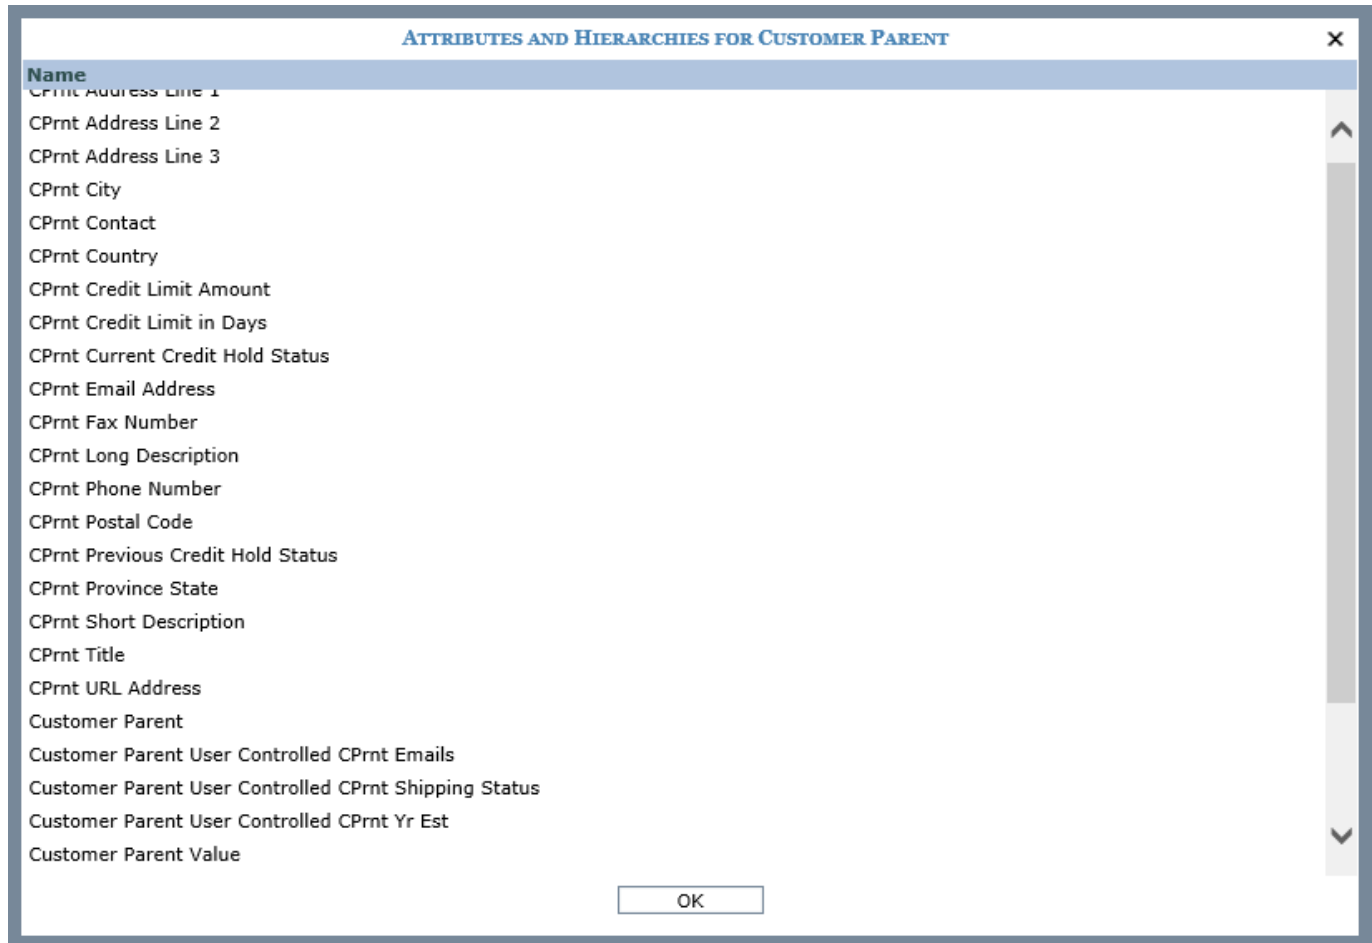 ATTRIBUTES AND HIERARCHIES FOR CUSTOMER PARENT
Name
CPrnt Address Line 1
CPrnt Address Line 2
CPrnt Address Line 3
CPrnt City
CPrnt Contact
CPrnt Country
CPrnt Credit Limit Amount
CPrnt Credit Limit in Days
CPrnt Current Credit Hold Status
CPrnt Email Address
CPrnt Fax Number
CPrnt Long Description
CPrnt Phone Number
CPrnt Postal Code
CPrnt Previous Credit Hold Status
CPrnt Province State
CPrnt Short Description
CPrnt Title
CPrnt URL Address
Customer Parent
Customer Parent User Controlled CPrnt Emails
Customer Parent User Controlled CPrnt Shipping Status
Customer Parent User Controlled CPrnt Yr Est
Customer Parent Value
OK